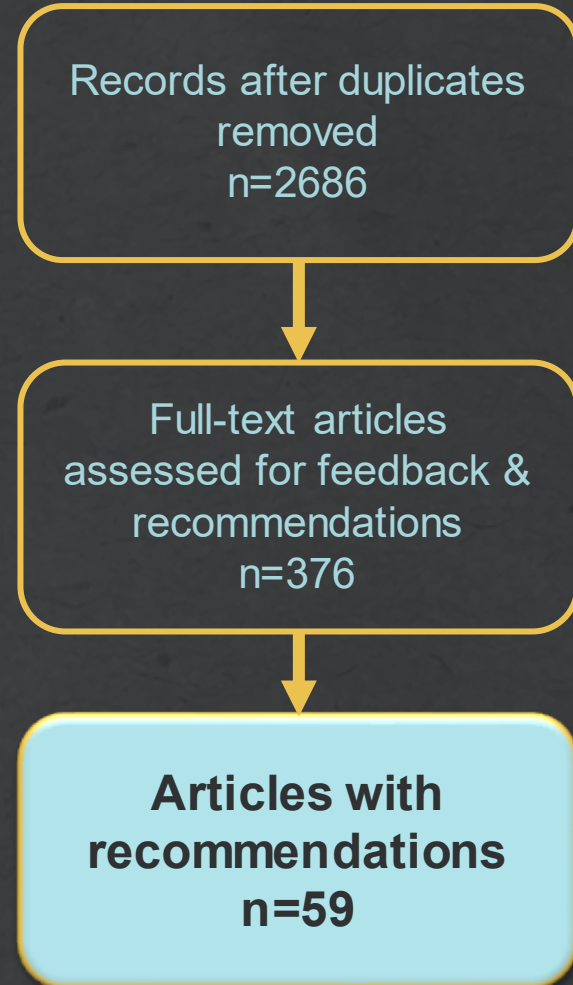 Records after duplicates
removed
n=2686
Full-text articles
assessed for feedback &
recommendations
n=376
Articles with
recommendations
n=59